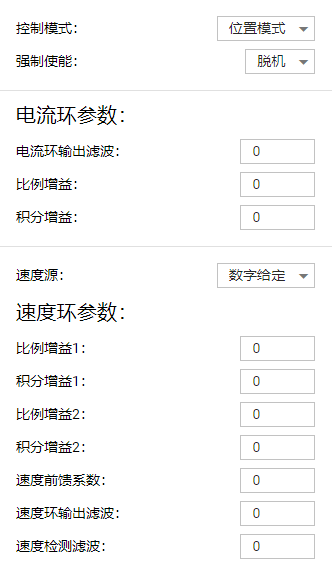 控制模式: 位置模式
强制使能: 脱机
电流环参数:
电流环输出滤波: 0
比例增益: 0
积分增益: 0
速度源: 数字给定
速度环参数:
比例增益1: 0
积分增益1: 0
比例增益2: 0
积分增益2: 0
速度前馈系数: 0
速度环输出滤波: 0
速度检测滤波: 0